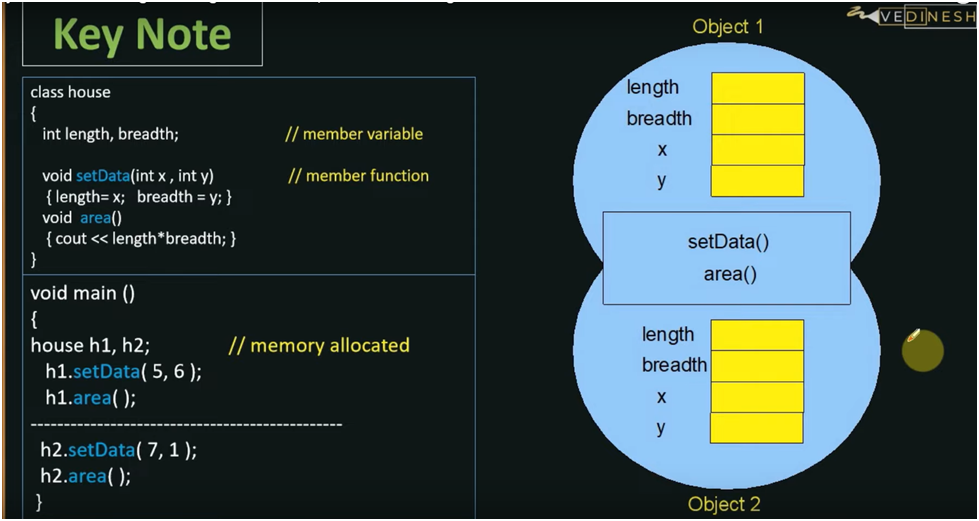 Key Note
class house
{
int length, breadth; // member variable
void setData(int x , int y) // member function
{ length= x; breadth = y; }
void area()
{ cout << length*breadth; }
}
void main ()
{
house h1, h2; // memory allocated
h1.setData( 5, 6 );
h1.area( );
-----------------------------------------------
h2.setData( 7, 1 );
h2.area( );
}
VEDINESH
Object 1
length
breadth
x
y
setData()
area()
length
breadth
x
y
Object 2